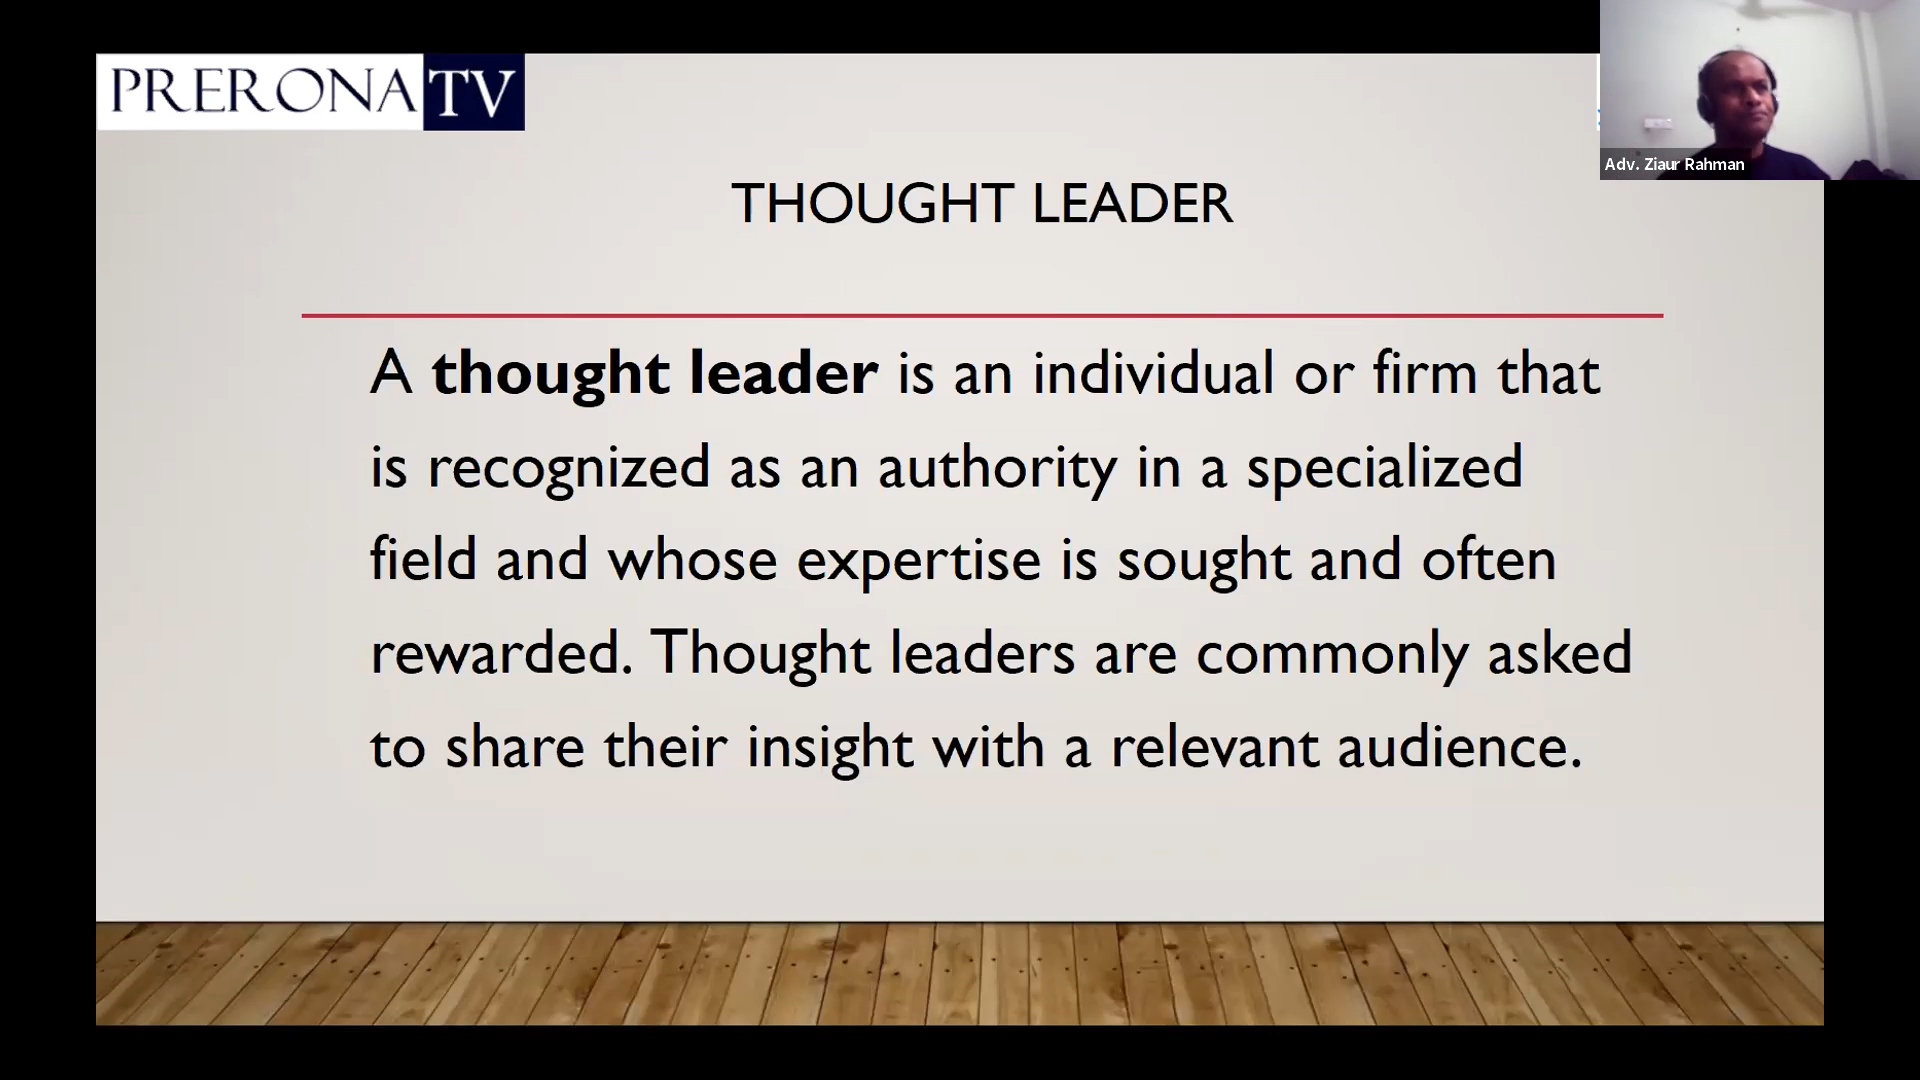 PRERONA TV
Adv. Ziaur Rahman
THOUGHT LEADER
A thought leader is an individual or firm that
is recognized as an authority in a specialized
field and whose expertise is sought and often
rewarded. Thought leaders are commonly asked
to share their insight with a relevant audience.